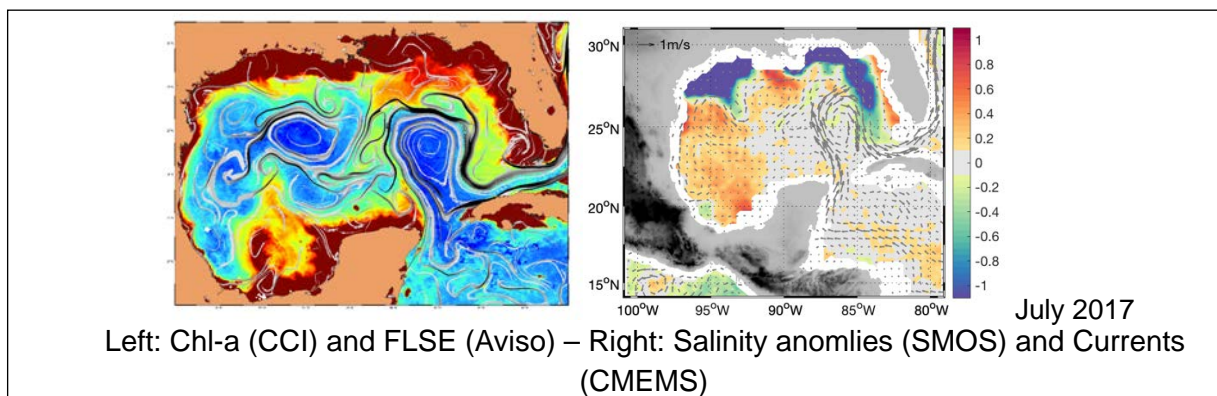 30°N
1m/s
25°N
20°N
15°N
100°W 95°W 90°W 85°W 80°W
1
0.8
0.6
0.4
0.2
0
-0.2
-0.4
-0.6
-0.8
-1
July 2017
Left: Chl-a (CCI) and FLSE (Aviso) – Right: Salinity anomlies (SMOS) and Currents
(CMEMS)